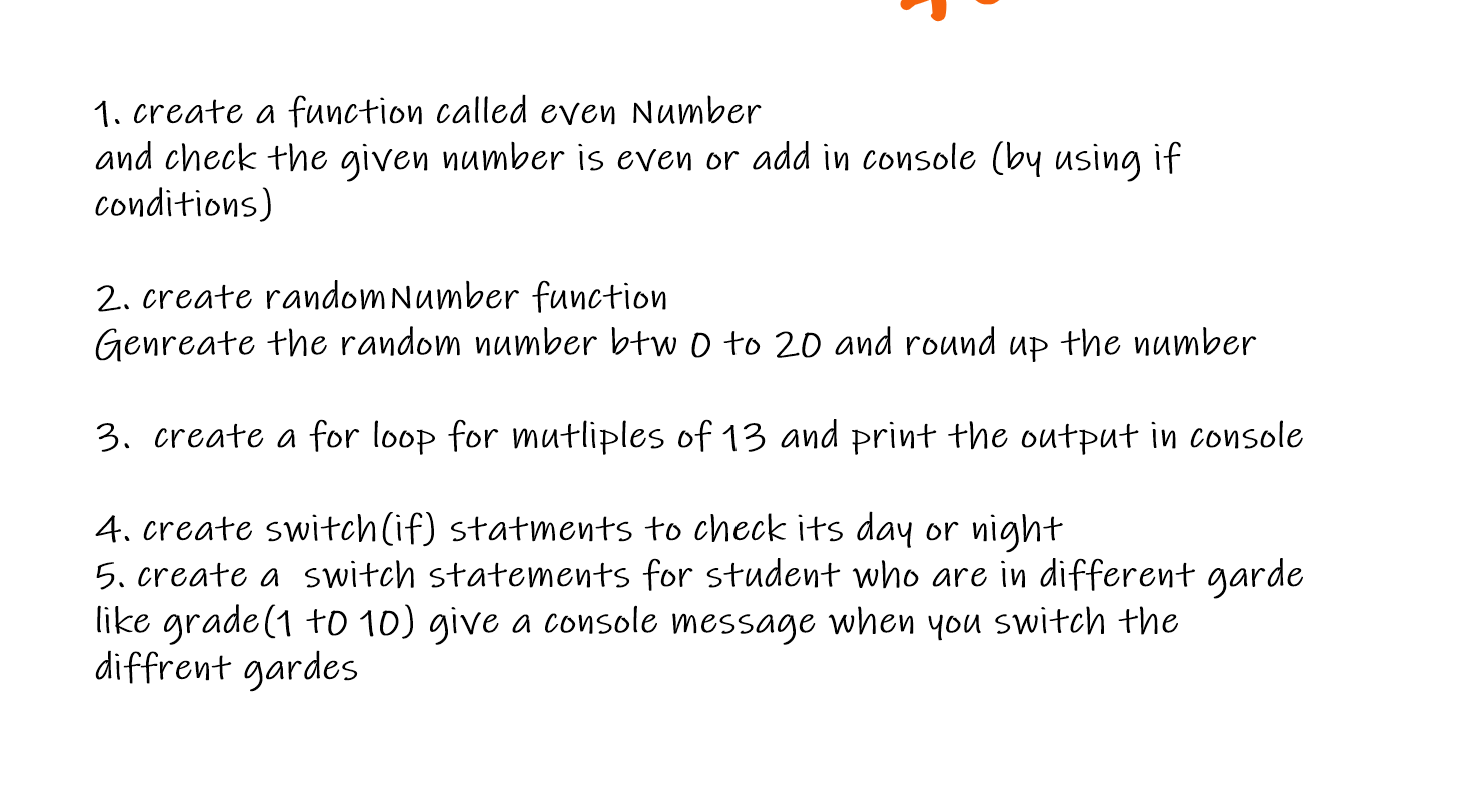 1. create a function called even Number
and check the given number is even or add in console (by using if
conditions)
2. create randomNumber function
Genreate the random number btw 0 to 20 and round up the number
3. create a for loop for mutliples of 13 and print the output in console
4. create switch(if) statments to check its day or night
5. create a switch statements for student who are in different garde
like grade(1 to 10) give a console message when you switch the
diffrent gardes